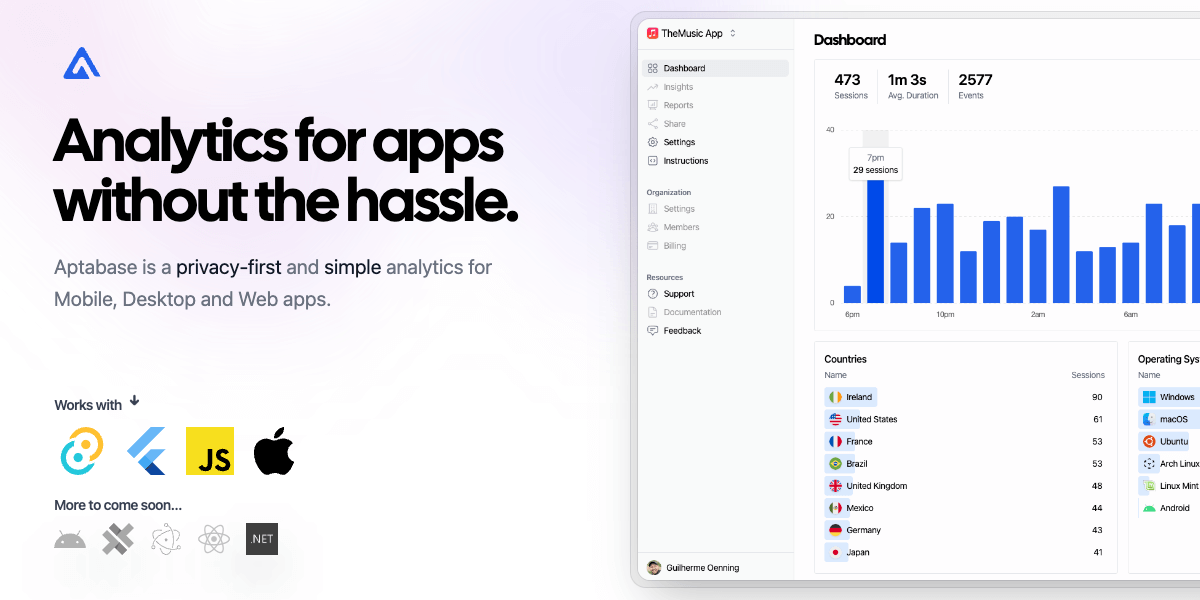 Analytics for apps
without the hassle.
Aptabase is a privacy-first and simple analytics for
Mobile, Desktop and Web apps.
Works with
JS
More to come soon...
.NET
TheMusic App
Dashboard
Insights
Reports
Share
Settings
Instructions
Organization
Settings
Members
Billing
Resources
Support
Documentation
Feedback
Guilherme Oenning
Dashboard
473 1m 3s 2577
Sessions Avg. Duration Events
40
7pm
29 sessions
20
0
6pm 10pm 2am 6am
Countries
Name Sessions
Ireland 90
United States 61
France 53
Brazil 53
United Kingdom 48
Mexico 44
Germany 43
Japan 41
Operating Sys
Name
Windows
macOS
Ubuntu
Arch Linux
Linux Mint
Android